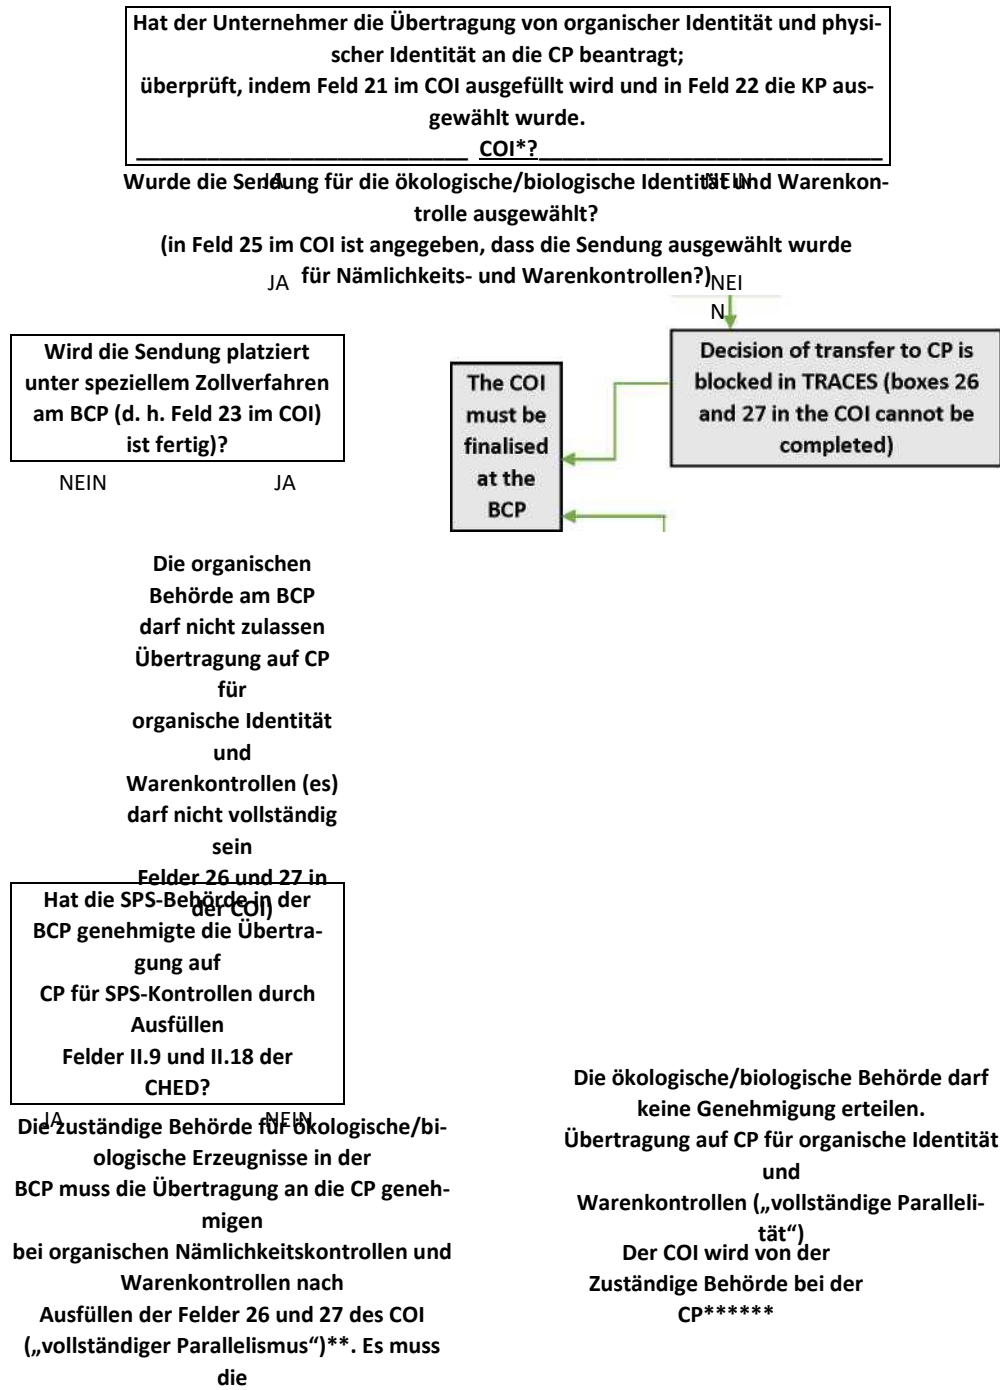 Hat der Unternehmer die Übertragung von organischer Identität und physi-
scher Identität an die CP beantragt;
überprüft, indem Feld 21 im COI ausgefüllt wird und in Feld 22 die KP aus-
gewählt wurde.
COI*?
JA
NEIN
Wurde die Sendung für die ökologische/biologische Identität und Warenkon-
trolle ausgewählt?
(in Feld 25 im COI ist angegeben, dass die Sendung ausgewählt wurde
für Nämlichkeits- und Warenkontrollen?)
JA
NEI
N
Wird die Sendung platziert
unter speziellem Zollverfahren
am BCP (d. h. Feld 23 im COI)
ist fertig)?
NEIN
JA
The COI
must be
finalised
at the
BCP
Decision of transfer to CP is
blocked in TRACES (boxes 26
and 27 in the COI cannot be
completed)
Die organischen
Behörde am BCP
darf nicht zulassen
Übertragung auf CP
für
organische Identität
und
Warenkontrollen (es)
darf nicht vollständig
sein
Felder 26 und 27 in
der COI)
Hat die SPS-Behörde in der
BCP genehmigte die Übertra-
gung auf
CP für SPS-Kontrollen durch
Ausfüllen
Felder II.9 und II.18 der
CHED?
JA
NEIN
Die zuständige Behörde für ökologische/bi-
ologische Erzeugnisse in der
BCP muss die Übertragung an die CP geneh-
migen
bei organischen Nämlichkeitskontrollen und
Warenkontrollen nach
Ausfüllen der Felder 26 und 27 des COI
(„vollständiger Parallelismus“)**. Es muss
die
Die ökologische/biologische Behörde darf
keine Genehmigung erteilen.
Übertragung auf CP für organische Identität
und
Warenkontrollen („vollständige Paralleli-
tät“)
Der COI wird von der
Zuständige Behörde bei der
CP******